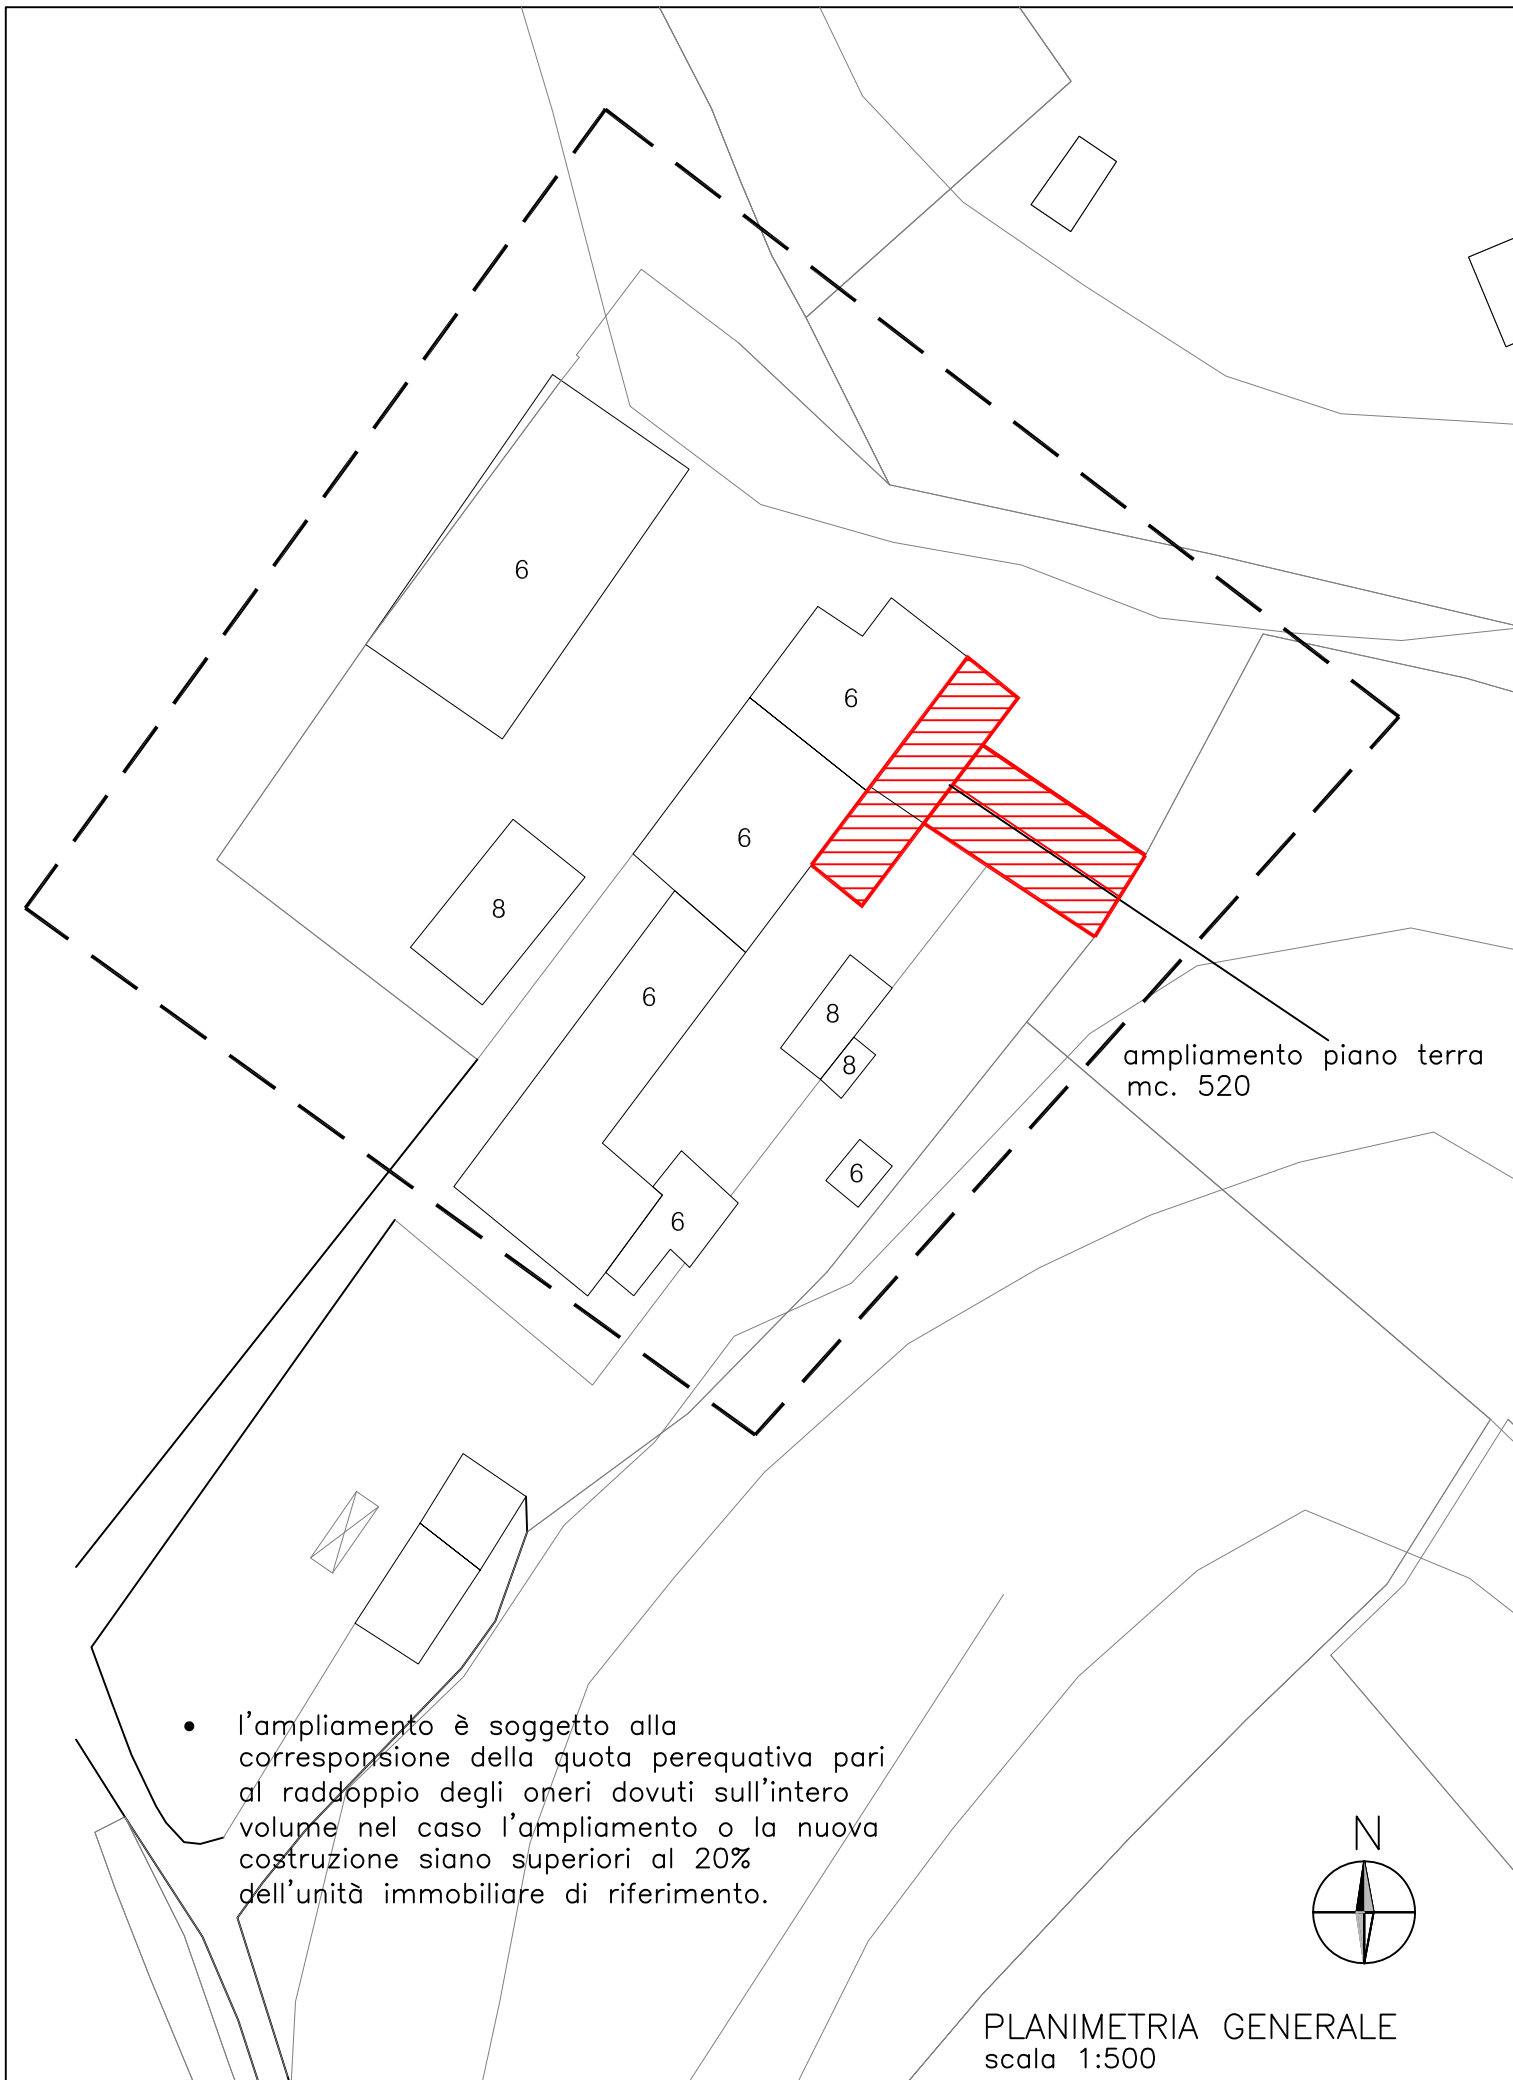 6
6
6
8
6
8
8
6
6
ampliamento piano terra
mc. 520
• l'ampliamento è soggetto alla
corresponsione della quota perequativa pari
al raddoppio degli oneri dovuti sull'intero
volume nel caso l'ampliamento o la nuova
costruzione siano superiori al 20%
dell'unità immobiliare di riferimento.
N
PLANIMETRIA GENERALE
scala 1:500